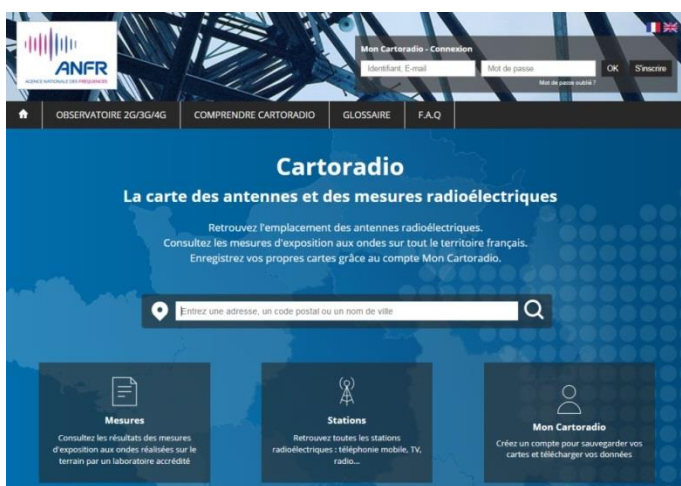 ANFR
AGENCE NATIONALE DES FRÉQUENCES
Mon Cartoradio - Connexion
Identifiant, E-mail
Mot de passe
OK
S'inscrire
Mot de passe oublié ?
OBSERVATOIRE 2G/3G/4G
COMPRENDRE CARTORADIO
GLOSSAIRE
F.A.Q
Cartoradio
La carte des antennes et des mesures radioélectriques
Retrouvez l'emplacement des antennes radioélectriques.
Consultez les mesures d'exposition aux ondes sur tout le territoire français.
Enregistrez vos propres cartes grâce au compte Mon Cartoradio.
Entrez une adresse, un code postal ou un nom de ville
Mesures
Consultez les résultats des mesures
d'exposition aux ondes réalisées sur le
terrain par un laboratoire accrédité
Stations
Retrouvez toutes les stations
radioélectriques : téléphonie mobile, TV,
radio...
Mon Cartoradio
Créez un compte pour sauvegarder vos
cartes et télécharger vos données